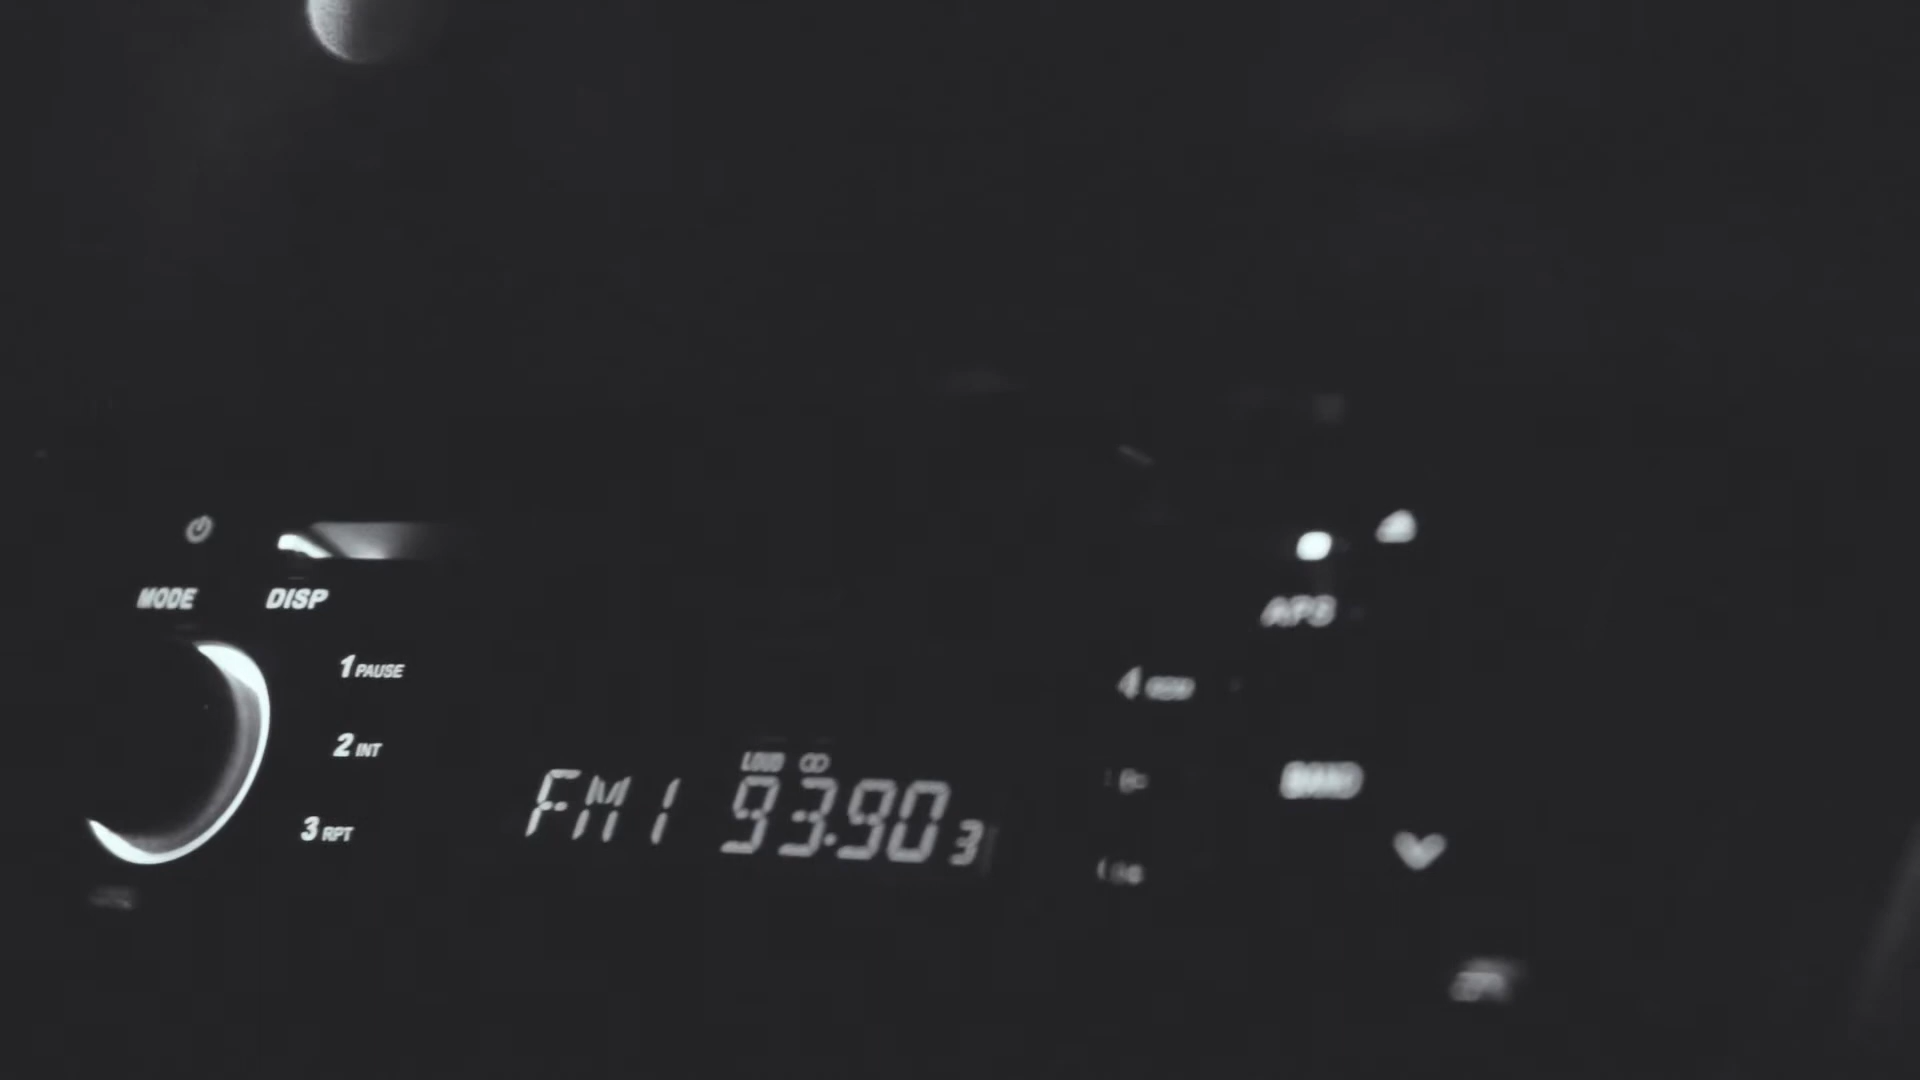 MODE DISP
APS
1 PAUSE
4
2 INT
LOUD
BAND
FM1 93.90 3
3 RPT